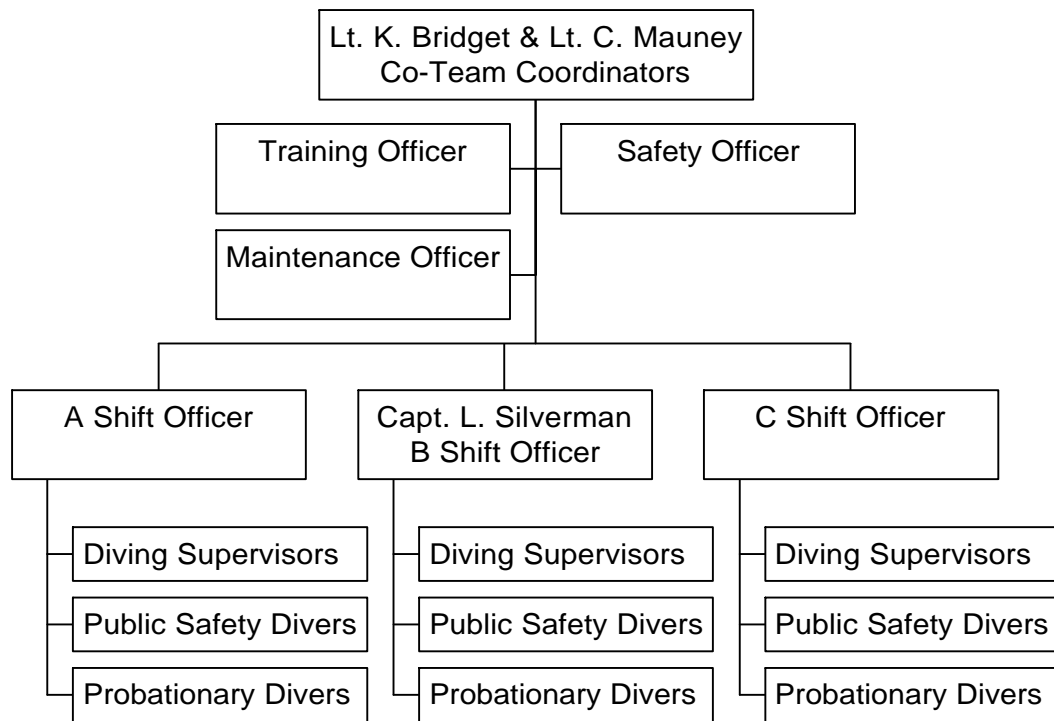 Lt. K. Bridget & Lt. C. Mauney
Co-Team Coordinators
Training Officer
Safety Officer
Maintenance Officer
A Shift Officer
Capt. L. Silverman
B Shift Officer
C Shift Officer
Diving Supervisors
Public Safety Divers
Probationary Divers
Diving Supervisors
Public Safety Divers
Probationary Divers
Diving Supervisors
Public Safety Divers
Probationary Divers